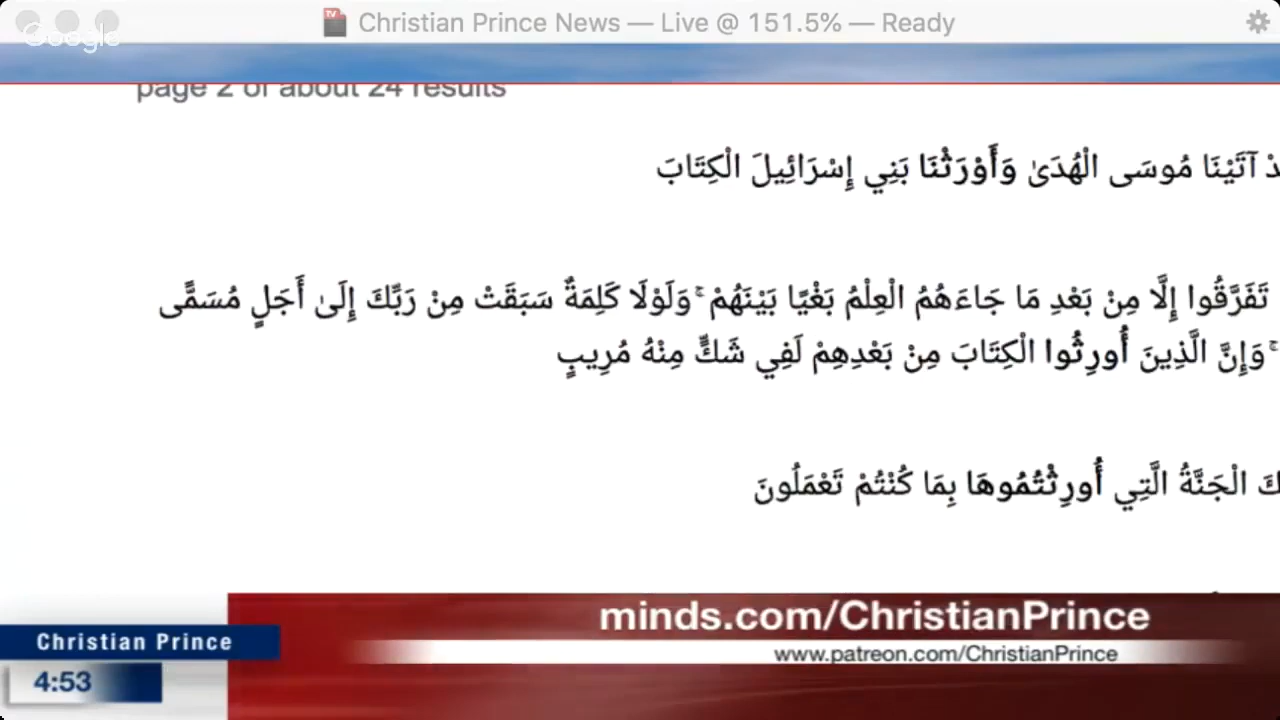 Christian Prince News — Live @ 151.5% — Ready
Google
page 2 of about 24 results
آتَيْنَا مُوسَى الْهُدَىٰ وَأَوْرَثْنَا بَنِي إِسْرَائِيلَ الْكِتَابَ
تَفَرَّقُوا إِلَّا مِنْ بَعْدِ مَا جَاءَهُمُ الْعِلْمُ بَغْيًا بَيْنَهُمْ ۚ وَلَوْلَا كَلِمَةٌ سَبَقَتْ مِنْ رَبِّكَ إِلَىٰ أَجَلٍ مُسَمًّى
ۚ وَإِنَّ الَّذِينَ أُورِثُوا الْكِتَابَ مِنْ بَعْدِهِمْ لَفِي شَكٍّ مِنْهُ مُرِيبٍ
الْجَنَّةُ الَّتِي أُورِثْتُمُوهَا بِمَا كُنْتُمْ تَعْمَلُونَ
minds.com/ChristianPrince
Christian Prince
www.patreon.com/ChristianPrince
4:53